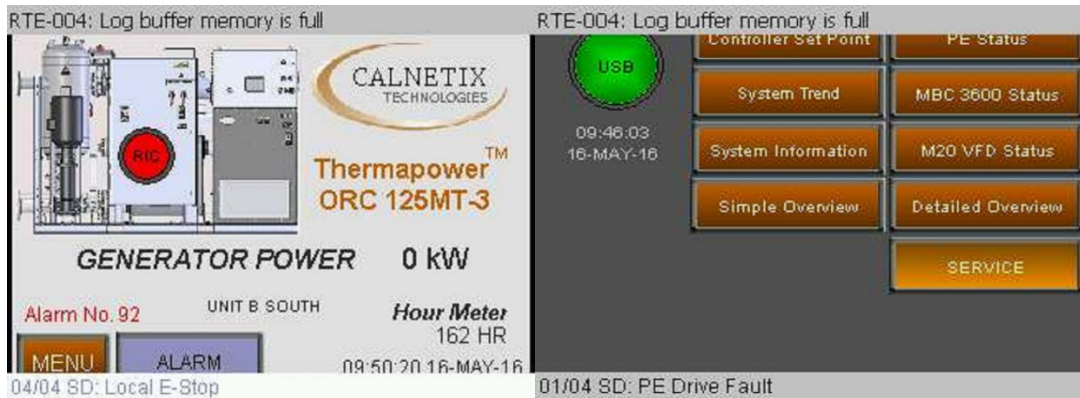 RTE-004: Log buffer memory is full
CALNETIX
TECHNOLOGIES
RIC
Thermapower™
ORC 125MT-3
GENERATOR POWER 0 kW
Alarm No. 92
UNIT B SOUTH
Hour Meter
162 HR
MENU
ALARM
09:50:20 16-MAY-16
04/04 SD: Local E-Stop
RTE-004: Log buffer memory is full
USB
09:46:03
16-MAY-16
Controller Set Point
PE Status
System Trend
MBC 3600 Status
System Information
M20 VFD Status
Simple Overview
Detailed Overview
SERVICE
01/04 SD: PE Drive Fault